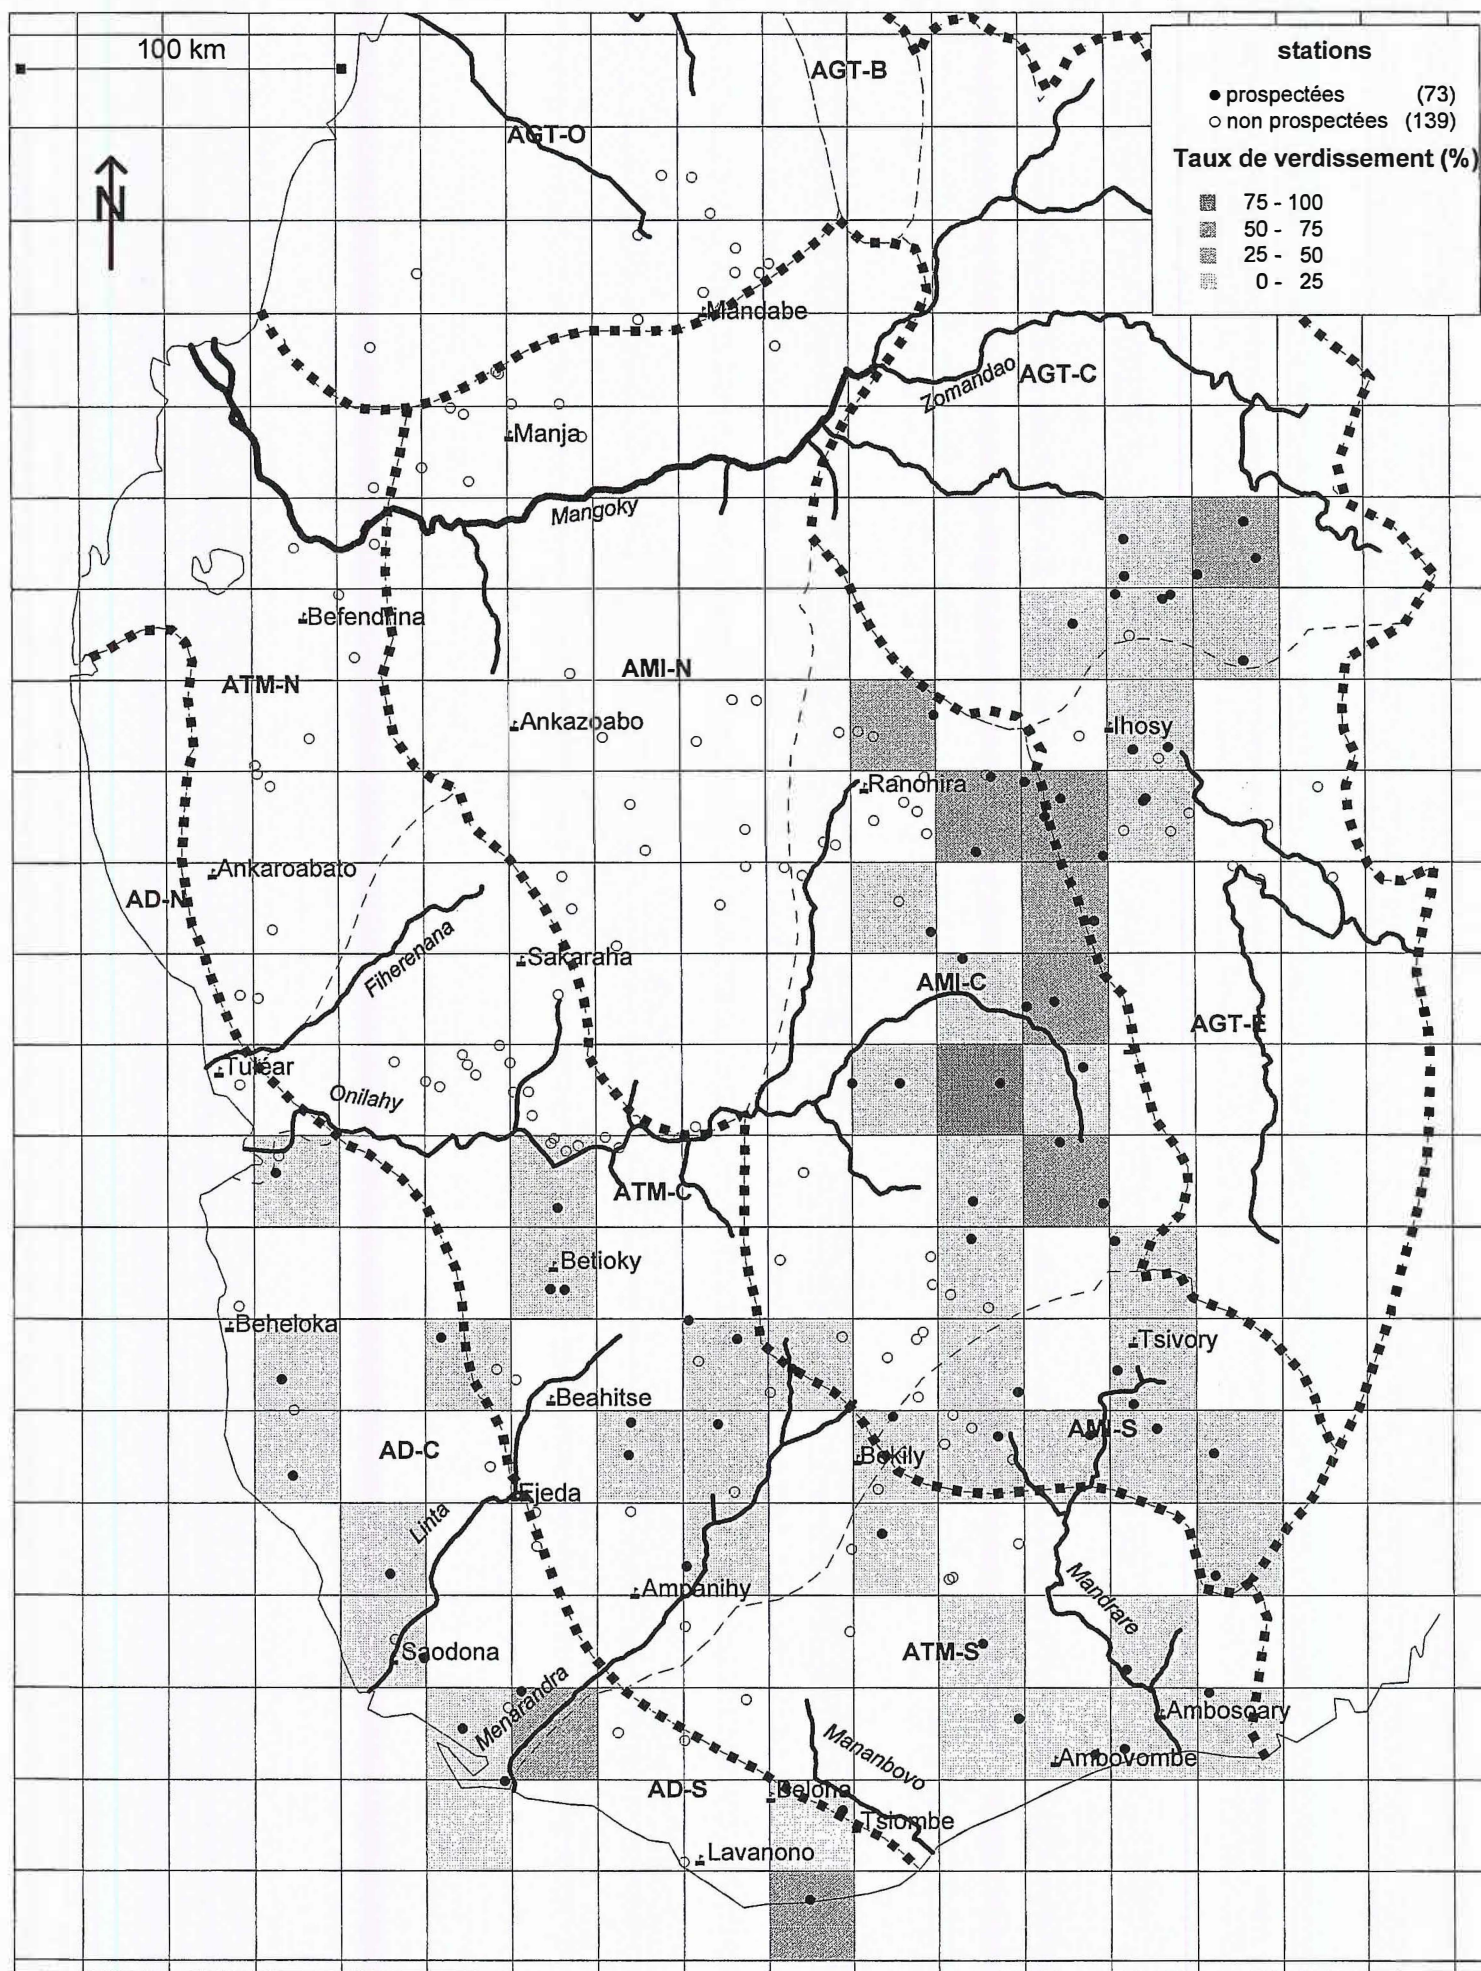 100 km
N
stations
prospectées (73)
non prospectées (139)
Taux de verdissement (%)
75 - 100
50 - 75
25 - 50
0 - 25
AGT-B
AGT-O
Mandabe
Zomandao
AGT-C
Manja
Mangoky
Befendrina
ATM-N
AMI-N
Ankazoabo
Ihosy
Ranohira
Ankaroabato
AD-N
Fiherenana
Sakaraha
AMI-C
AGT-E
Tuléar
Onilahy
ATM-C
Betioky
Beheloka
Tsivory
Beahitse
AD-C
AMI-S
Bekily
Ejeda
Linta
Ampanihy
Mandrare
Saodona
ATM-S
Menarandra
Ambosary
Mananbovo
Ambovombe
AD-S
Beloha
Tsiombe
Lavanono